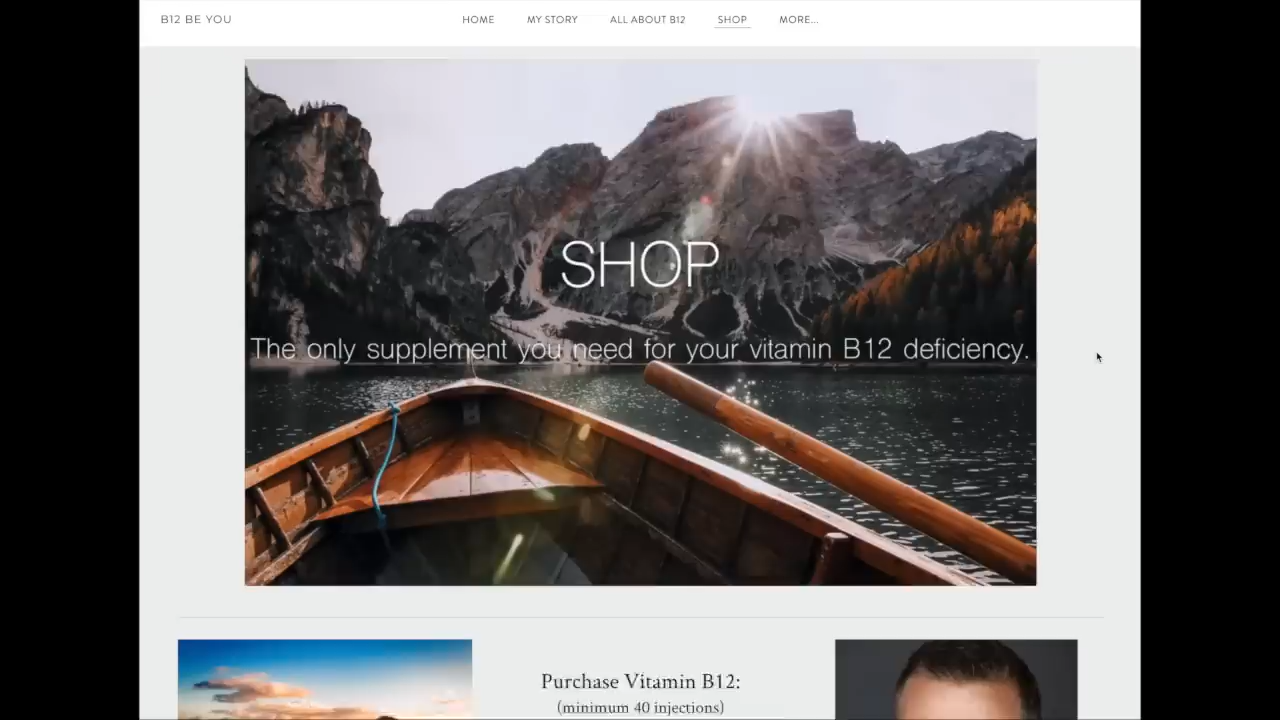 B12 BE YOU
HOME MY STORY ALL ABOUT B12 SHOP MORE...
SHOP
The only supplement you need for your vitamin B12 deficiency.
Purchase Vitamin B12:
(minimum 40 injections)